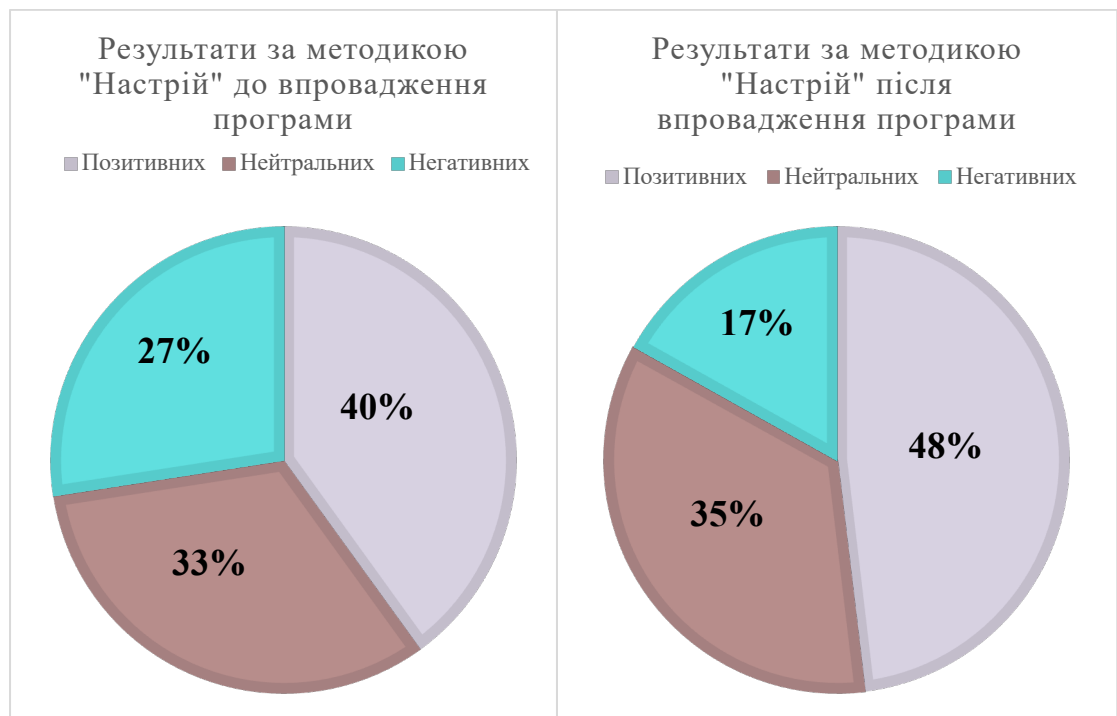 Результати за методикою
"Настрій" до впровадження
програми
Позитивних Нейтральних Негативних
27%
40%
33%
Результати за методикою
"Настрій" після
впровадження програми
Позитивних Нейтральних Негативних
17%
48%
35%